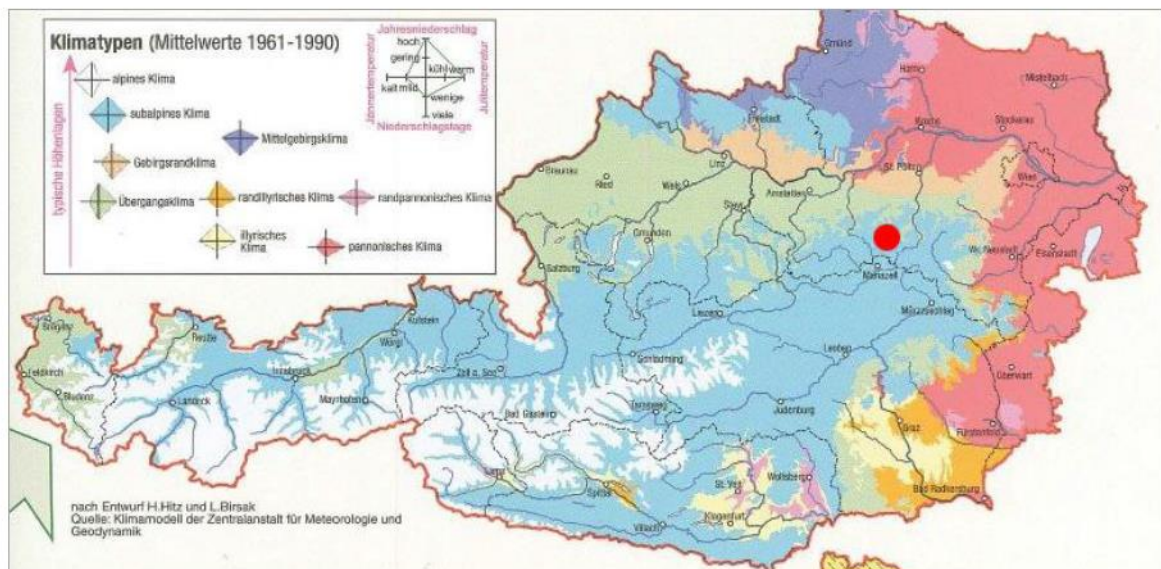 Klimatypen (Mittelwerte 1961-1990)
Jahresniederschlag
hoch
gering
kühl warm
kalt mild
wenige
viele
Jännertemperatur
Julitemperatur
Niederschlagstage
typische Höhenlagen
alpines Klima
subalpines Klima
Mittelgebirgsklima
Gebirgsrandklima
Übergangsklima
randillyrisches Klima
randpannonisches Klima
illyrisches
Klima
pannonisches Klima
Gmünd
Horn
Mistelbach
Freistadt
Krems
Stockerau
Linz
St. Pölten
Wien
Braunau
Ried
Wels
Amstetten
Steyr
Gmunden
Salzburg
Wr. Neustadt
Eisenstadt
Mariazell
Bregenz
Reutte
Kufstein
Wörgl
Liezen
Mürzzuschlag
Feldkirch
Bludenz
Innsbruck
Landeck
Mayrhofen
Zell a. See
Schladming
Leoben
Oberwart
Bad Gastein
Tamsweg
Judenburg
Graz
Fürstenfeld
Lienz
Spittal
St. Veit
Wolfsberg
Bad Radkersburg
Villach
Klagenfurt
nach Entwurf H.Hitz und L.Birsak
Quelle: Klimamodell der Zentralanstalt für Meteorologie und
Geodynamik